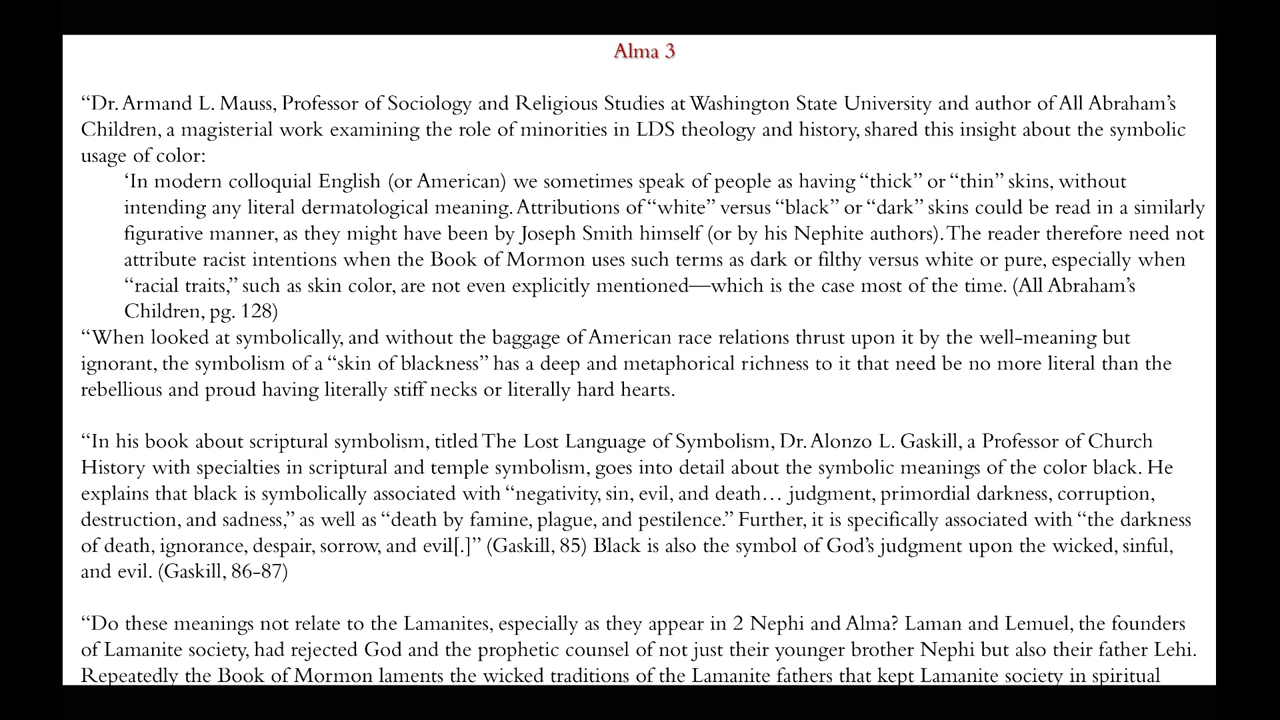 Alma 3
“Dr. Armand L. Mauss, Professor of Sociology and Religious Studies at Washington State University and author of All Abraham’s
Children, a magisterial work examining the role of minorities in LDS theology and history, shared this insight about the symbolic
usage of color:
‘In modern colloquial English (or American) we sometimes speak of people as having “thick” or “thin” skins, without
intending any literal dermatological meaning. Attributions of “white” versus “black” or “dark” skins could be read in a similarly
figurative manner, as they might have been by Joseph Smith himself (or by his Nephite authors). The reader therefore need not
attribute racist intentions when the Book of Mormon uses such terms as dark or filthy versus white or pure, especially when
“racial traits,” such as skin color, are not even explicitly mentioned—which is the case most of the time. (All Abraham’s
Children, pg. 128)
“When looked at symbolically, and without the baggage of American race relations thrust upon it by the well-meaning but
ignorant, the symbolism of a “skin of blackness” has a deep and metaphorical richness to it that need be no more literal than the
rebellious and proud having literally stiff necks or literally hard hearts.
“In his book about scriptural symbolism, titled The Lost Language of Symbolism, Dr. Alonzo L. Gaskill, a Professor of Church
History with specialties in scriptural and temple symbolism, goes into detail about the symbolic meanings of the color black. He
explains that black is symbolically associated with “negativity, sin, evil, and death… judgment, primordial darkness, corruption,
destruction, and sadness,” as well as “death by famine, plague, and pestilence.” Further, it is specifically associated with “the darkness
of death, ignorance, despair, sorrow, and evil[.]” (Gaskill, 85) Black is also the symbol of God’s judgment upon the wicked, sinful,
and evil. (Gaskill, 86-87)
“Do these meanings not relate to the Lamanites, especially as they appear in 2 Nephi and Alma? Laman and Lemuel, the founders
of Lamanite society, had rejected God and the prophetic counsel of not just their younger brother Nephi but also their father Lehi.
Repeatedly the Book of Mormon laments the wicked traditions of the Lamanite fathers that kept Lamanite society in spiritual